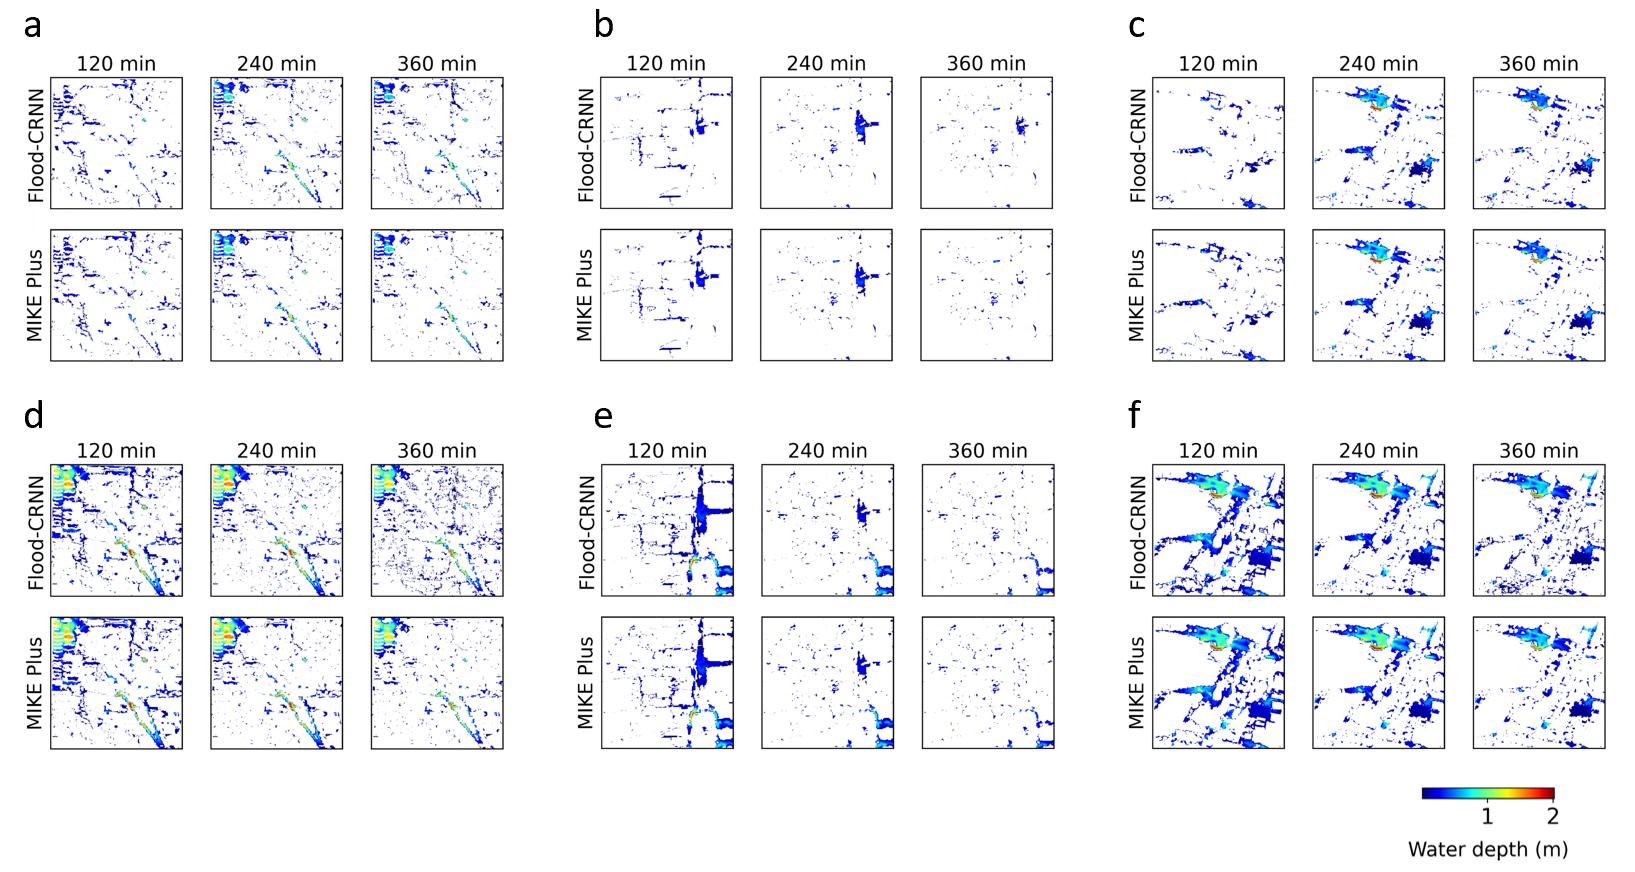 a b c
120 min 240 min 360 min 120 min 240 min 360 min 120 min 240 min 360 min
Flood-CRNN Flood-CRNN Flood-CRNN
MIKE Plus MIKE Plus MIKE Plus
d e f
120 min 240 min 360 min 120 min 240 min 360 min 120 min 240 min 360 min
Flood-CRNN Flood-CRNN Flood-CRNN
MIKE Plus MIKE Plus MIKE Plus
1 2
Water depth (m)